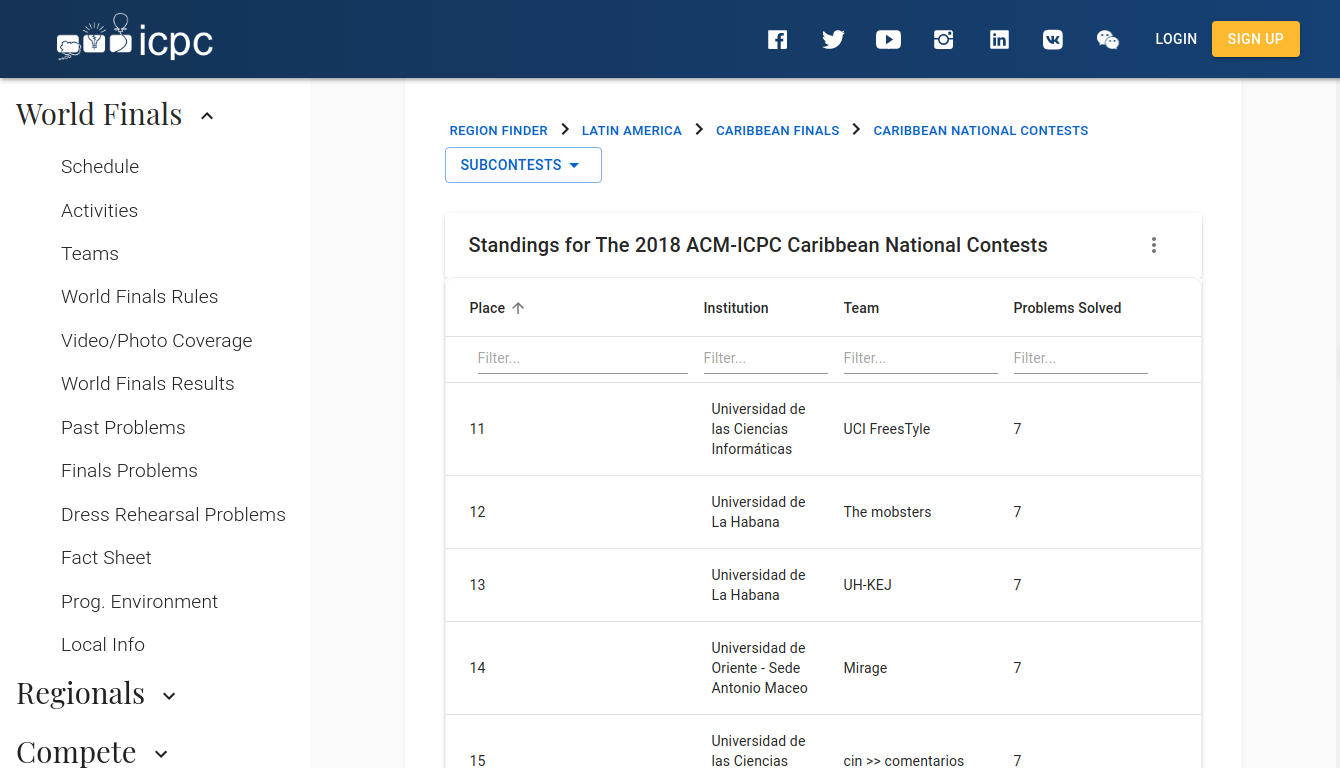 icpc
LOGIN
SIGN UP
World Finals
Schedule
Activities
Teams
World Finals Rules
Video/Photo Coverage
World Finals Results
Past Problems
Finals Problems
Dress Rehearsal Problems
Fact Sheet
Prog. Environment
Local Info
Regionals
Compete
REGION FINDER
LATIN AMERICA
CARIBBEAN FINALS
CARIBBEAN NATIONAL CONTESTS
SUBCONTESTS
Standings for The 2018 ACM-ICPC Caribbean National Contests
Place
Institution
Team
Problems Solved
Filter...
Filter...
Filter...
Filter...
11
Universidad de
las Ciencias
Informáticas
UCI FreesTyle
7
12
Universidad de
La Habana
The mobsters
7
13
Universidad de
La Habana
UH-KEJ
7
14
Universidad de
Oriente - Sede
Antonio Maceo
Mirage
7
15
Universidad de
las Ciencias
cin >> comentarios
7